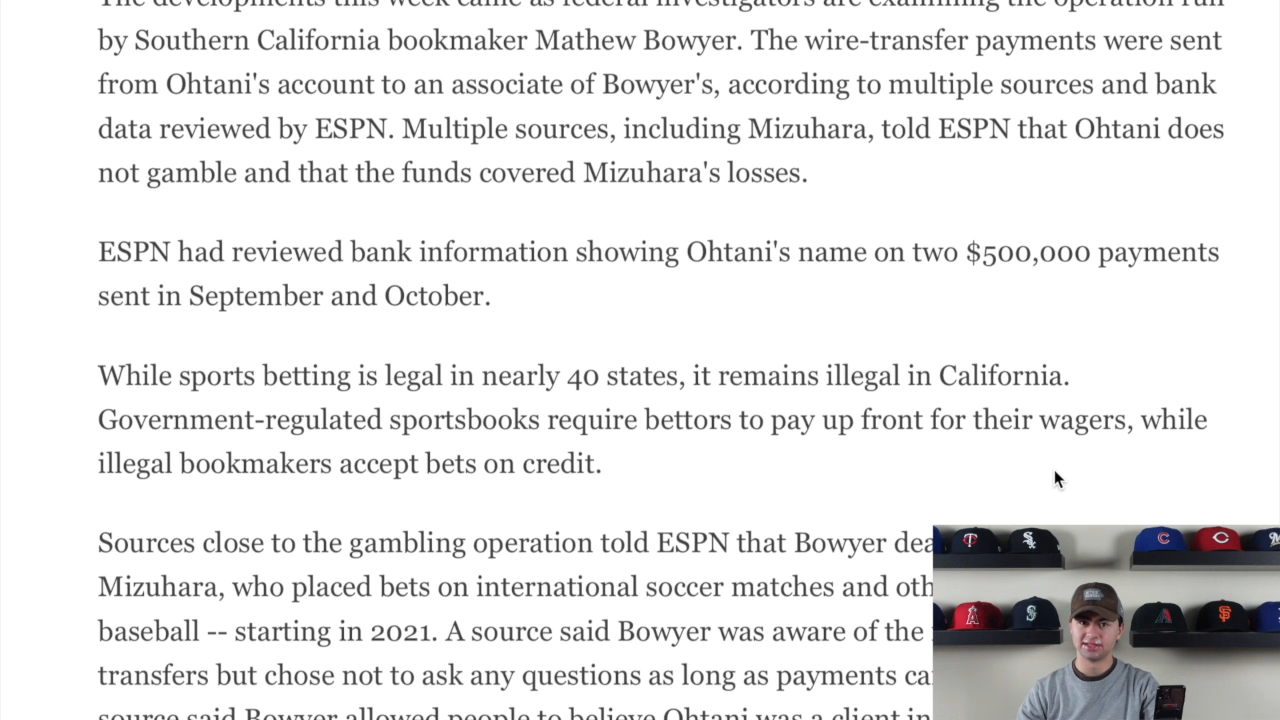 The developments this week came as federal investigators are examining the operation run
by Southern California bookmaker Mathew Bowyer. The wire-transfer payments were sent
from Ohtani's account to an associate of Bowyer's, according to multiple sources and bank
data reviewed by ESPN. Multiple sources, including Mizuhara, told ESPN that Ohtani does
not gamble and that the funds covered Mizuhara's losses.
ESPN had reviewed bank information showing Ohtani's name on two $500,000 payments
sent in September and October.
While sports betting is legal in nearly 40 states, it remains illegal in California.
Government-regulated sportsbooks require bettors to pay up front for their wagers, while
illegal bookmakers accept bets on credit.
Sources close to the gambling operation told ESPN that Bowyer dea
Mizuhara, who placed bets on international soccer matches and oth
baseball -- starting in 2021. A source said Bowyer was aware of the
transfers but chose not to ask any questions as long as payments ca
source said Bowyer allowed people to believe Ohtani was a client in